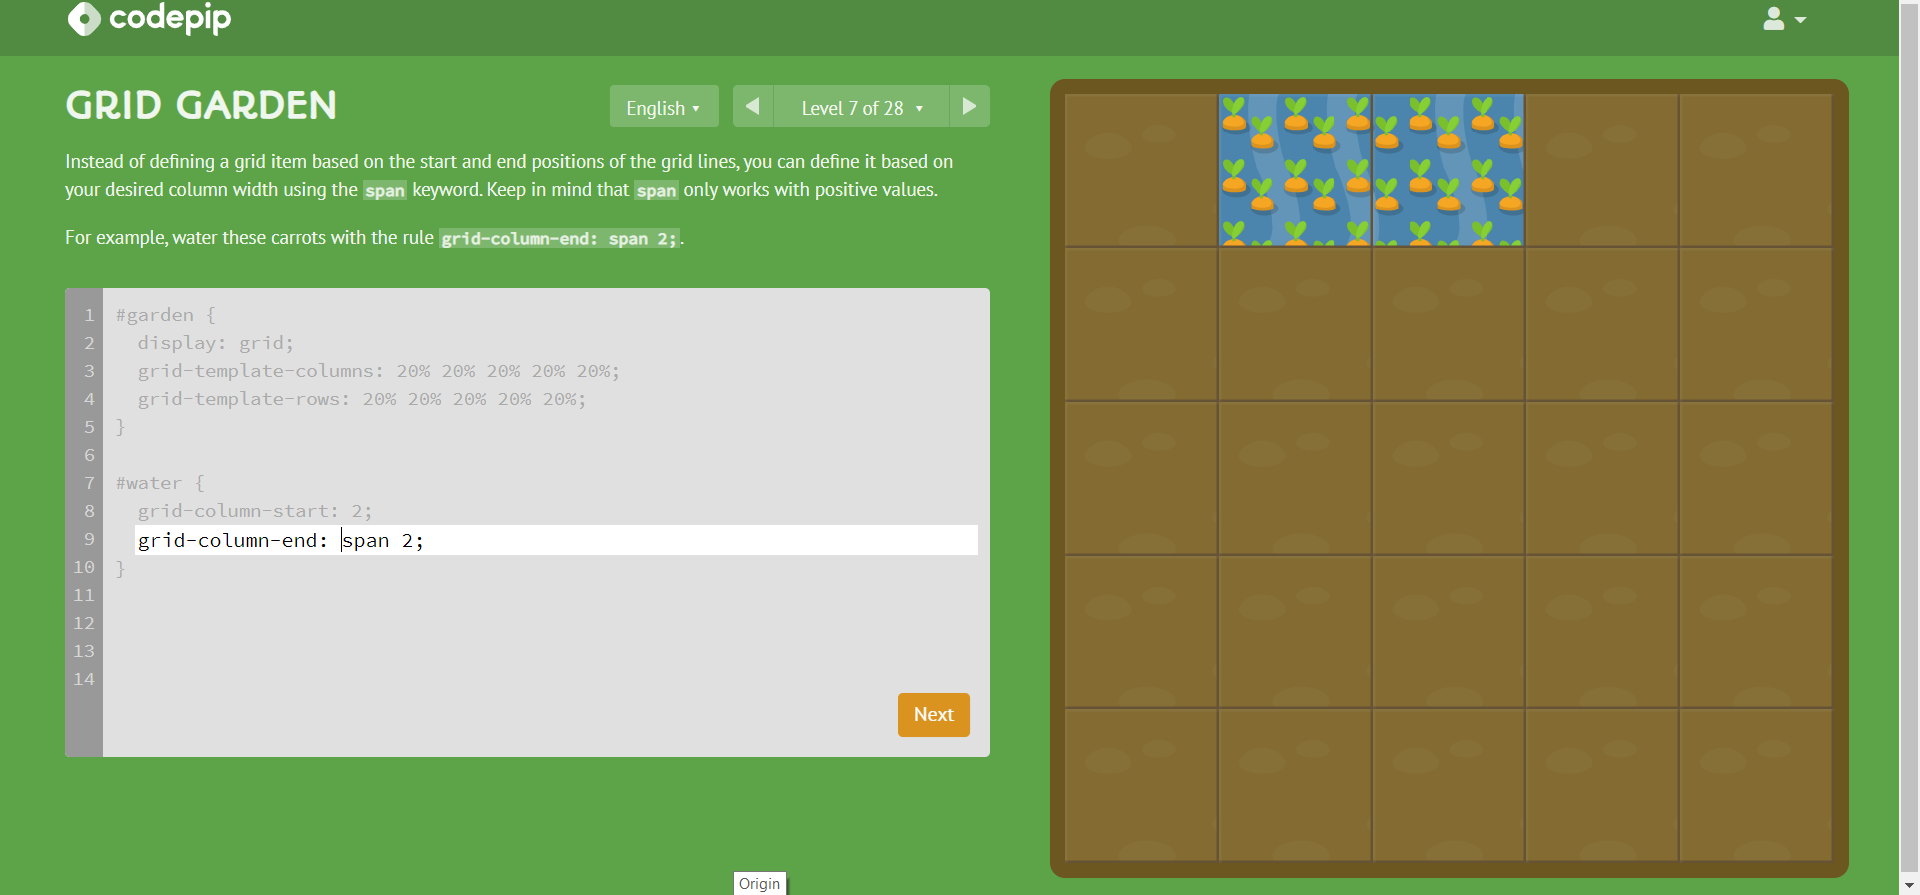 codepip
GRID GARDEN
English ▾
◀ Level 7 of 28 ▾ ▶
Instead of defining a grid item based on the start and end positions of the grid lines, you can define it based on
your desired column width using the span keyword. Keep in mind that span only works with positive values.
For example, water these carrots with the rule grid-column-end: span 2;.
1 #garden {
2 display: grid;
3 grid-template-columns: 20% 20% 20% 20% 20%;
4 grid-template-rows: 20% 20% 20% 20% 20%;
5 }
6
7 #water {
8 grid-column-start: 2;
9 grid-column-end: span 2;
10 }
11
12
13
14
Next
Origin